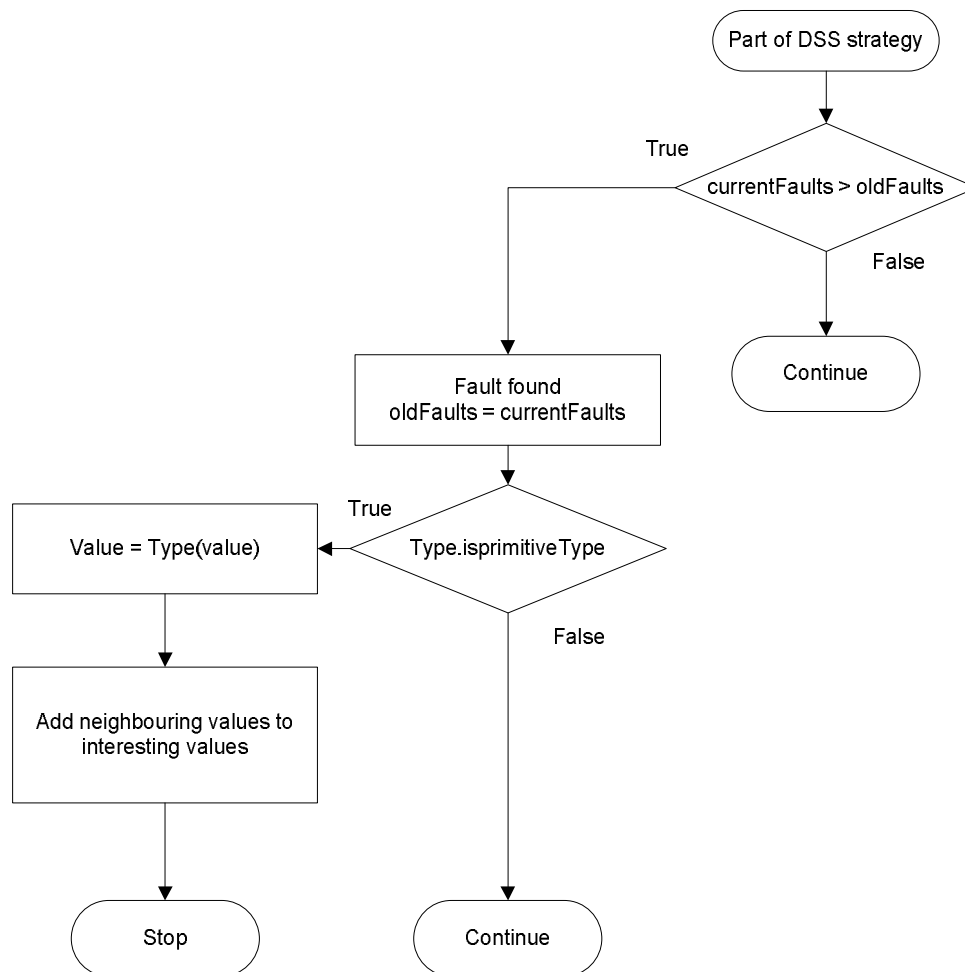 Part of DSS strategy
True
currentFaults > oldFaults
False
Continue
Fault found
oldFaults = currentFaults
True
Value = Type(value)
Type.isprimitiveType
False
Add neighbouring values to
interesting values
Stop
Continue